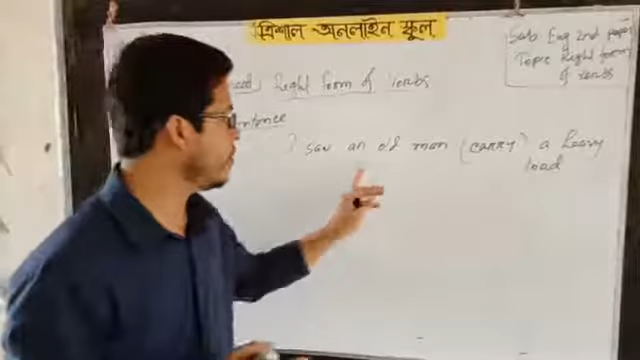 ত্রিশাল অনলাইন স্কুল
Sub: Eng 2nd paper
Topic Right form
of verbs
Right form of verbs
I saw an old man (carry) a heavy
load